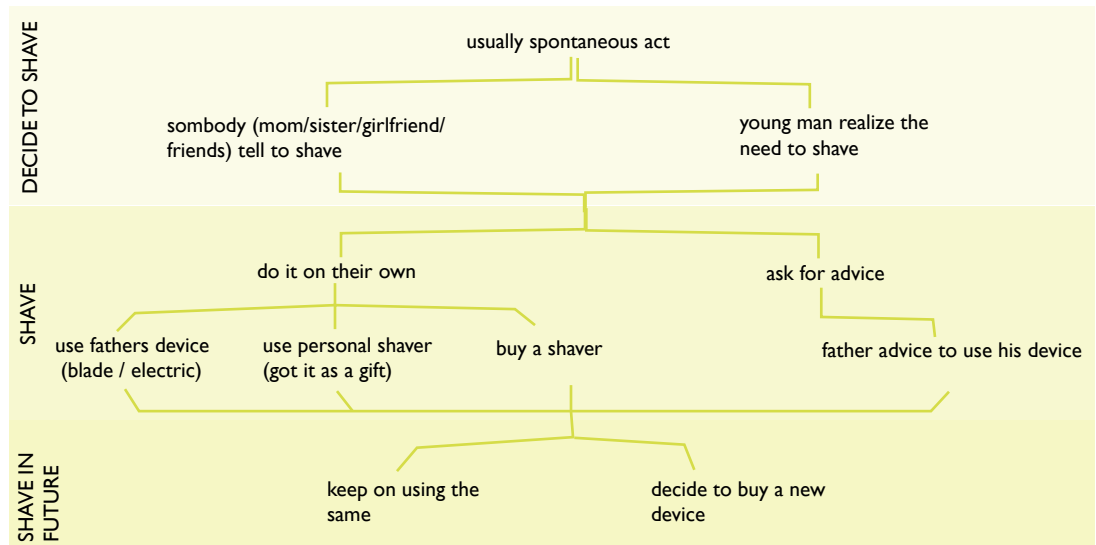 DECIDE TO SHAVE
usually spontaneous act
sombody (mom/sister/girlfriend/
friends) tell to shave
young man realize the
need to shave
SHAVE
do it on their own
ask for advice
use fathers device
(blade / electric)
use personal shaver
(got it as a gift)
buy a shaver
father advice to use his device
SHAVE IN
FUTURE
keep on using the
same
decide to buy a new
device